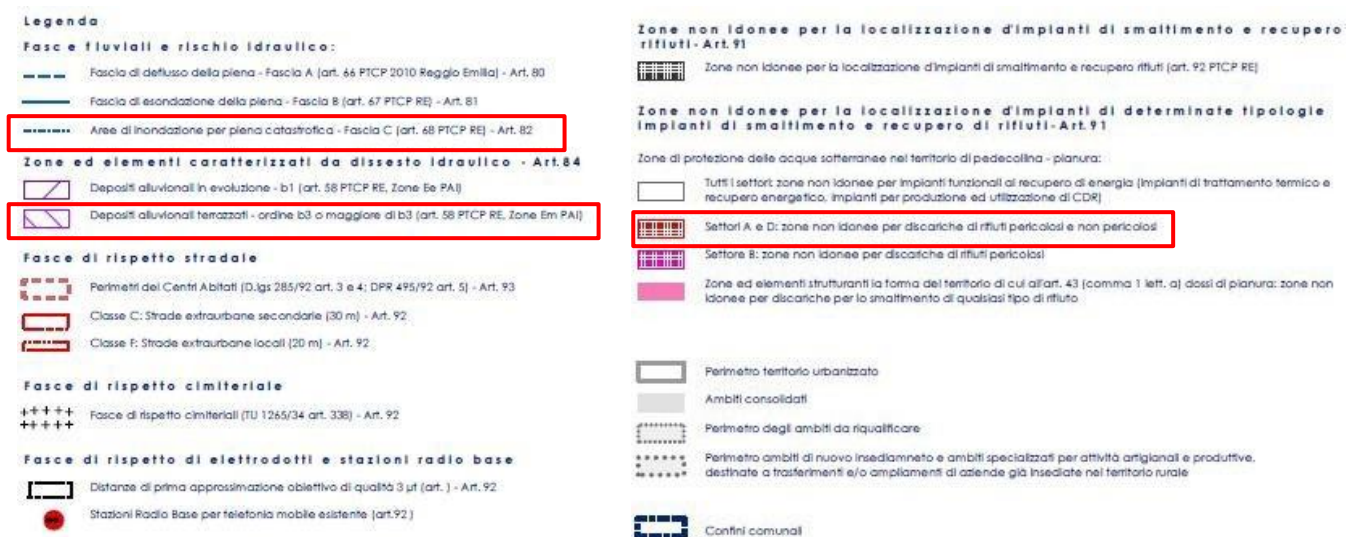 Legenda
Fasce fluviali e rischio idraulico:
Fascia di deflusso della piena - Fascia A (art. 66 PTCP 2010 Reggio Emilia) - Art. 80
Fascia di esondazione della piena - Fascia B (art. 67 PTCP RE) - Art. 81
Aree di inondazione per piena catastrofica - Fascia C (art. 68 PTCP RE) - Art. 82
Zone ed elementi caratterizzati da dissesto idraulico - Art.84
Depositi alluvionali in evoluzione - b1 (art. 58 PTCP RE, Zone Ee PAI)
Depositi alluvionali terrazzati - ordine b3 o maggiore di b3 (art. 58 PTCP RE, Zone Em PAI)
Fasce di rispetto stradale
Perimetri dei Centri Abitati (D.lgs 285/92 art. 3 e 4; DPR 495/92 art. 5) - Art. 93
Classe C: Strade extraurbane secondarie (30 m) - Art. 92
Classe F: Strade extraurbane locali (20 m) - Art. 92
Fasce di rispetto cimiteriale
Fasce di rispetto cimiteriali (TU 1265/34 art. 338) - Art. 92
Fasce di rispetto di elettrodotti e stazioni radio base
Distanze di prima approssimazione obiettivo di qualità 3 µt (art. ) - Art. 92
Stazioni Radio Base per telefonia mobile esistente (art.92 )
Zone non idonee per la localizzazione d'impianti di smaltimento e recupero
rifiuti - Art. 91
Zone non idonee per la localizzazione d'impianti di smaltimento e recupero rifiuti (art. 92 PTCP RE)
Zone non idonee per la localizzazione d'impianti di determinate tipologie
impianti di smaltimento e recupero di rifiuti-Art.91
Zone di protezione delle acque sotterranee nel territorio di pedecollina - pianura:
Tutti i settori: zone non idonee per impianti funzionali al recupero di energia (impianti di trattamento termico e
recupero energetico, impianti per produzione ed utilizzazione di CDR)
Settori A e D: zone non idonee per discariche di rifiuti pericolosi e non pericolosi
Settore B: zone non idonee per discariche di rifiuti pericolosi
Zone ed elementi strutturanti la forma del territorio di cui all'art. 43 (comma 1 lett. a) dossi di pianura: zone non
idonee per discariche per lo smaltimento di qualsiasi tipo di rifiuto
Perimetro territorio urbanizzato
Ambiti consolidati
Perimetro degli ambiti da riqualificare
Perimetro ambiti di nuovo insediamneto e ambiti specializzati per attività artigianali e produttive,
destinate a trasferimenti e/o ampliamenti di aziende già insediate nel territorio rurale
Confini comunali